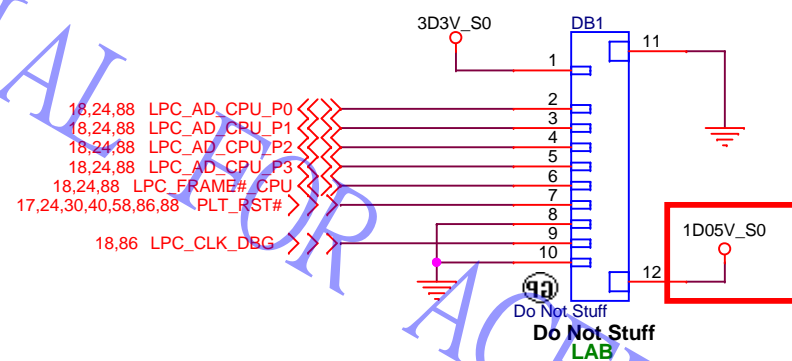 3D3V_S0
DB1
11
1
18,24,88 LPC_AD_CPU_P0
2
18,24,88 LPC_AD_CPU_P1
3
18,24,88 LPC_AD_CPU_P2
4
18,24,88 LPC_AD_CPU_P3
5
18,24,88 LPC_FRAME#_CPU
6
17,24,30,40,58,86,88 PLT_RST#
7
8
18,86 LPC_CLK_DBG
9
10
1D05V_S0
12
GP
Do Not Stuff
Do Not Stuff
LAB
FOR